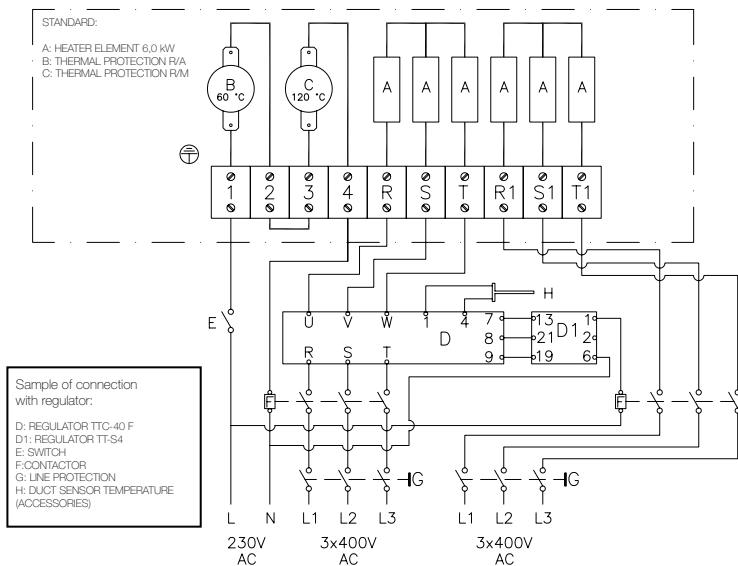 STANDARD:
A: HEATER ELEMENT 6,0 kW
B: THERMAL PROTECTION R/A
C: THERMAL PROTECTION R/M
B
60 °C
C
120 °C
A A A A A A
1 2 3 4 R S T R1 S1 T1
H
E
U V W 1 4 7 13 1
D D1
8 21 2
R S T 9 19 6
F F
G G
Sample of connection
with regulator:
D: REGULATOR TTC-40 F
D1: REGULATOR TT-S4
E: SWITCH
F:CONTACTOR
G: LINE PROTECTION
H: DUCT SENSOR TEMPERATURE
(ACCESSORIES)
L N L1 L2 L3 L1 L2 L3
230V 3x400V 3x400V
AC AC AC